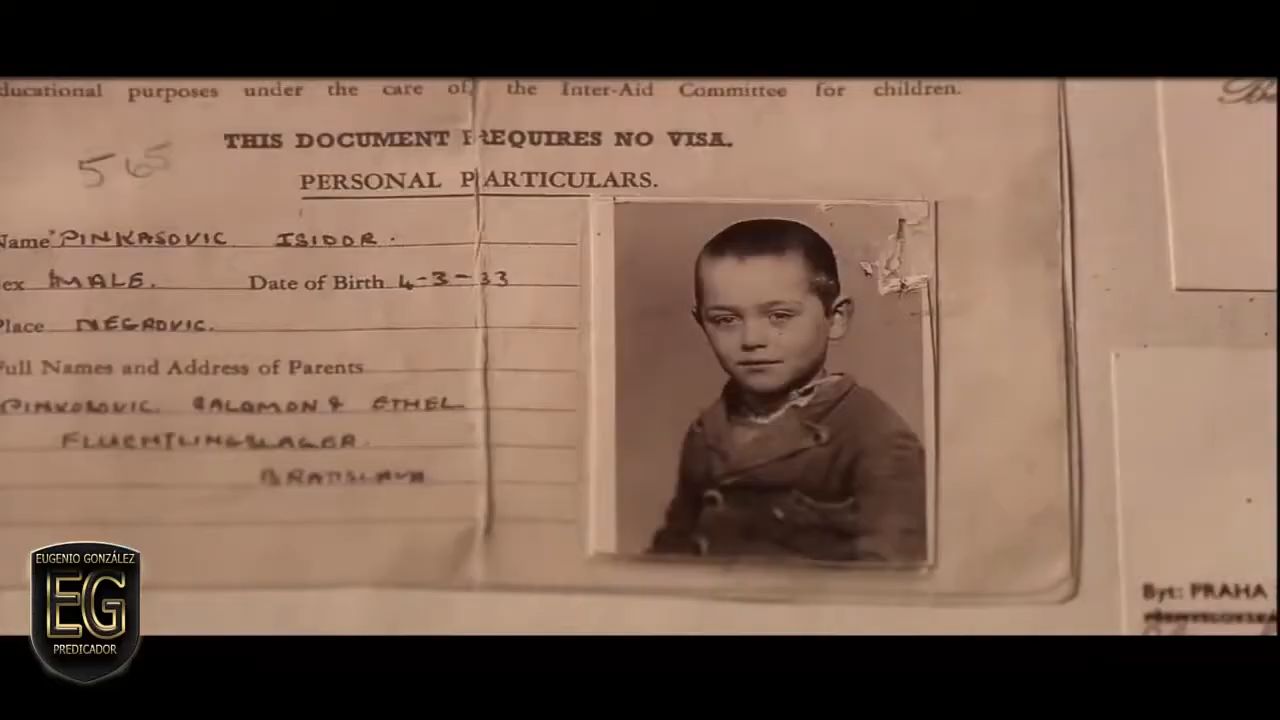 ducational purposes under the care of the Inter-Aid Committee for children.
THIS DOCUMENT REQUIRES NO VISA.
565
PERSONAL PARTICULARS.
Name PINKASOVIC ISIDOR.
ex MALE. Date of Birth 4-3-33
Place NEGROVIC.
Full Names and Address of Parents
PINKOSOVIC SALOMON & ETHEL
FLUECHTLINGSLAGER
BRATISLAVA
Byt: PRAHA
EUGENIO GONZÁLEZ
EG
PREDICADOR